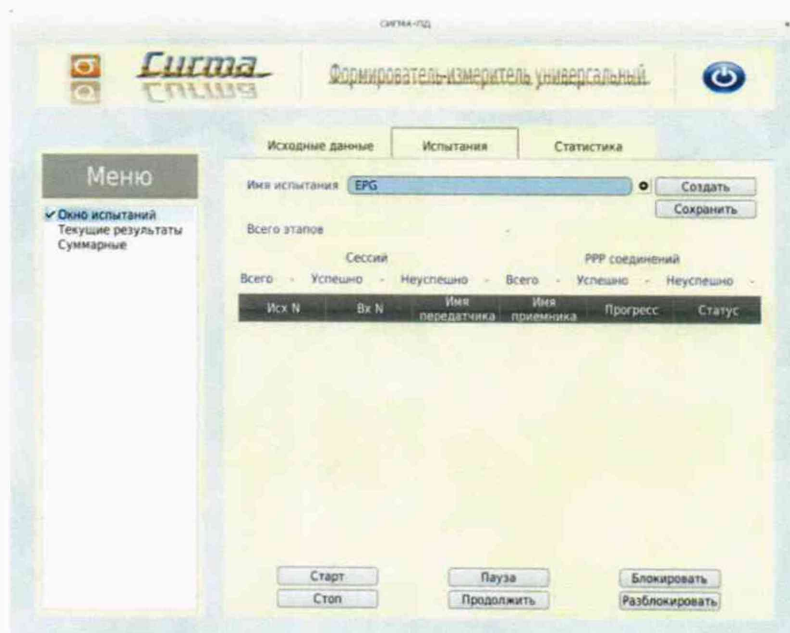 СИГМА-ПД
Сигма
Формирователь-измеритель универсальный
Исходные данные
Испытания
Статистика
Меню
✔ Окно испытаний
Текущие результаты
Суммарные
Имя испытания EPG
Создать
Сохранить
Всего этапов -
Сессий
PPP соединений
Всего - Успешно - Неуспешно - Всего - Успешно - Неуспешно -
Исх N Вх N Имя передатчика Имя приемника Прогресс Статус
Старт Пауза Блокировать
Стоп Продолжить Разблокировать